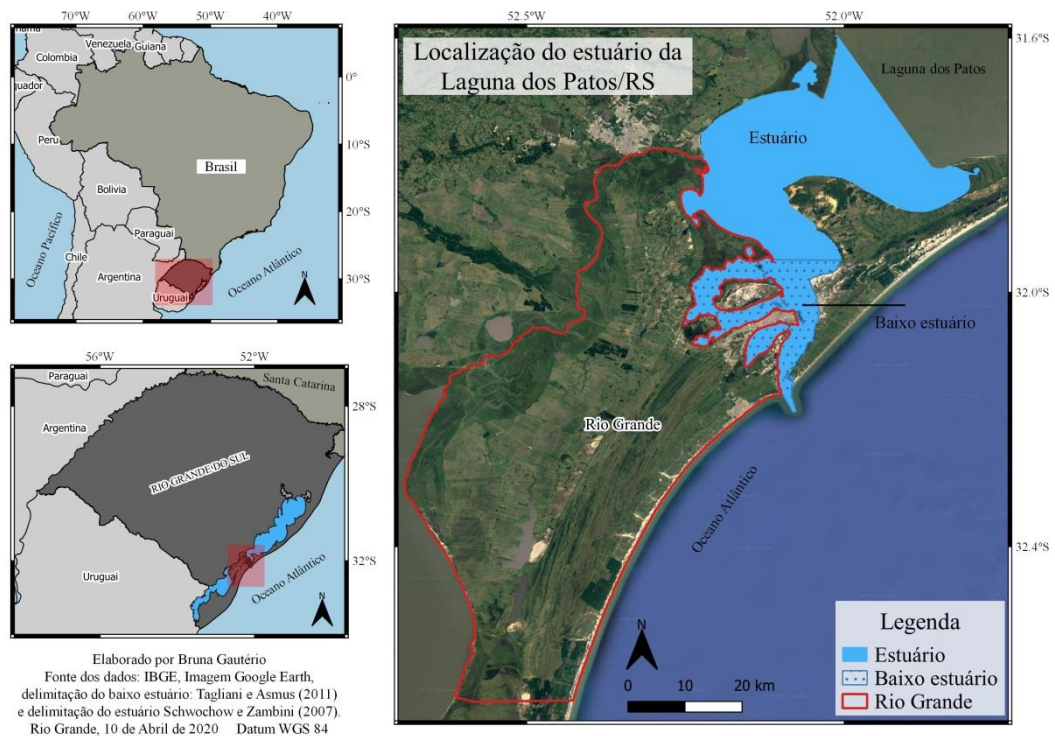 52.5°W
52.0°W
70.0°W
60.0°W
50.0°W
40.0°W
Venezuela
Guiana
Colombia
0°
Peru
10°S
Brasil
Bolivia
20°S
Paraguai
Oceano Pacífico
Chile
Argentina
30°S
Uruguai
Oceano Atlântico
N
56°W
52°W
Paraguai
Santa Catarina
28°S
Argentina
RIO GRANDE DO SUL
32°S
Uruguai
Oceano Atlântico
N
Elaborado por Bruna Gautério
Fonte dos dados: IBGE, Imagem Google Earth,
delimitação do baixo estuário: Tagliani e Asmus (2011)
e delimitação do estuário Schwochow e Zambini (2007).
Rio Grande, 10 de Abril de 2020 Datum WGS 84
Localização do estuário da
Laguna dos Patos/RS
31.6°S
Laguna dos Patos
Estuário
32.0°S
Baixo estuário
Rio Grande
Oceano Atlântico
32.4°S
N
0 10 20 km
Legenda
Estuário
Baixo estuário
Rio Grande